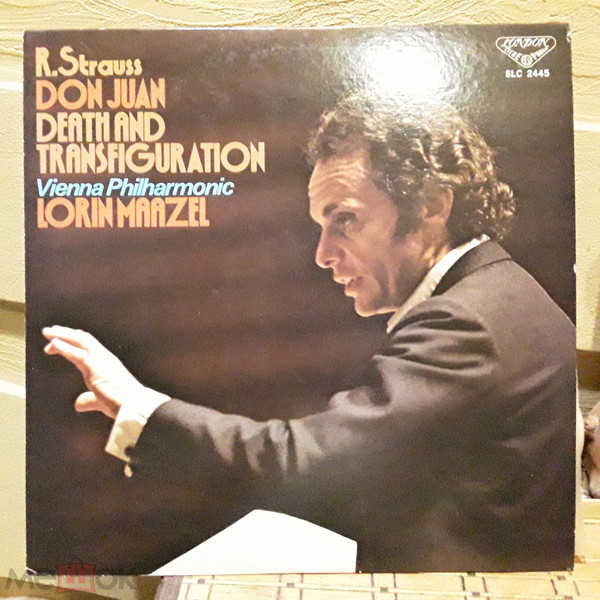 R.Strauss
DON JUAN
DEATH AND
TRANSFIGURATION
Vienna Philharmonic
LORIN MAAZEL
LONDON
SLC 2445